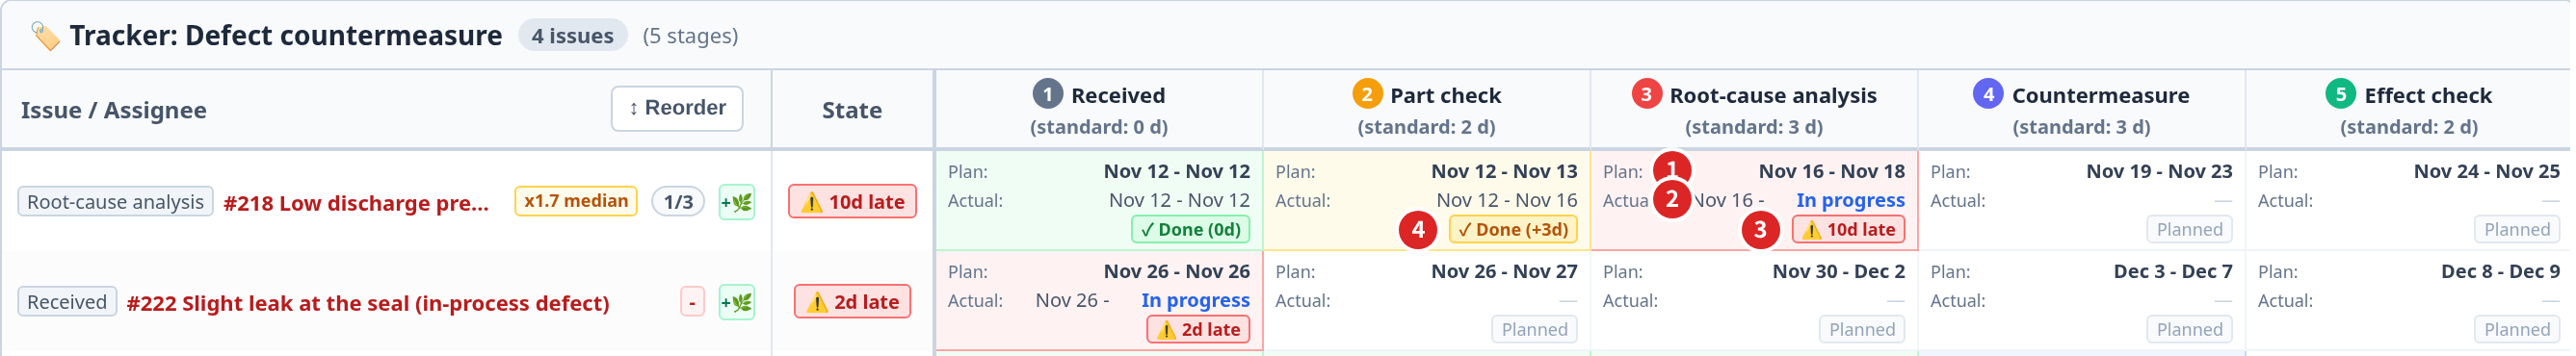 🏷️ Tracker: Defect countermeasure 4 issues (5 stages)
Issue / Assignee ↕ Reorder State
1 Received
(standard: 0 d)
2 Part check
(standard: 2 d)
3 Root-cause analysis
(standard: 3 d)
4 Countermeasure
(standard: 3 d)
5 Effect check
(standard: 2 d)
Root-cause analysis #218 Low discharge pre... x1.7 median 1/3 +🌿
⚠️ 10d late
Plan: Nov 12 - Nov 12
Actual: Nov 12 - Nov 12
✓ Done (0d)
Plan: Nov 12 - Nov 13
Actual: Nov 12 - Nov 16
4 ✓ Done (+3d)
Plan: 1 Nov 16 - Nov 18
Actua 2 Nov 16 - In progress
3 ⚠️ 10d late
Plan: Nov 19 - Nov 23
Actual: —
Planned
Plan: Nov 24 - Nov 25
Actual: —
Planned
Received #222 Slight leak at the seal (in-process defect) - +🌿
⚠️ 2d late
Plan: Nov 26 - Nov 26
Actual: Nov 26 - In progress
⚠️ 2d late
Plan: Nov 26 - Nov 27
Actual: —
Planned
Plan: Nov 30 - Dec 2
Actual: —
Planned
Plan: Dec 3 - Dec 7
Actual: —
Planned
Plan: Dec 8 - Dec 9
Actual: —
Planned